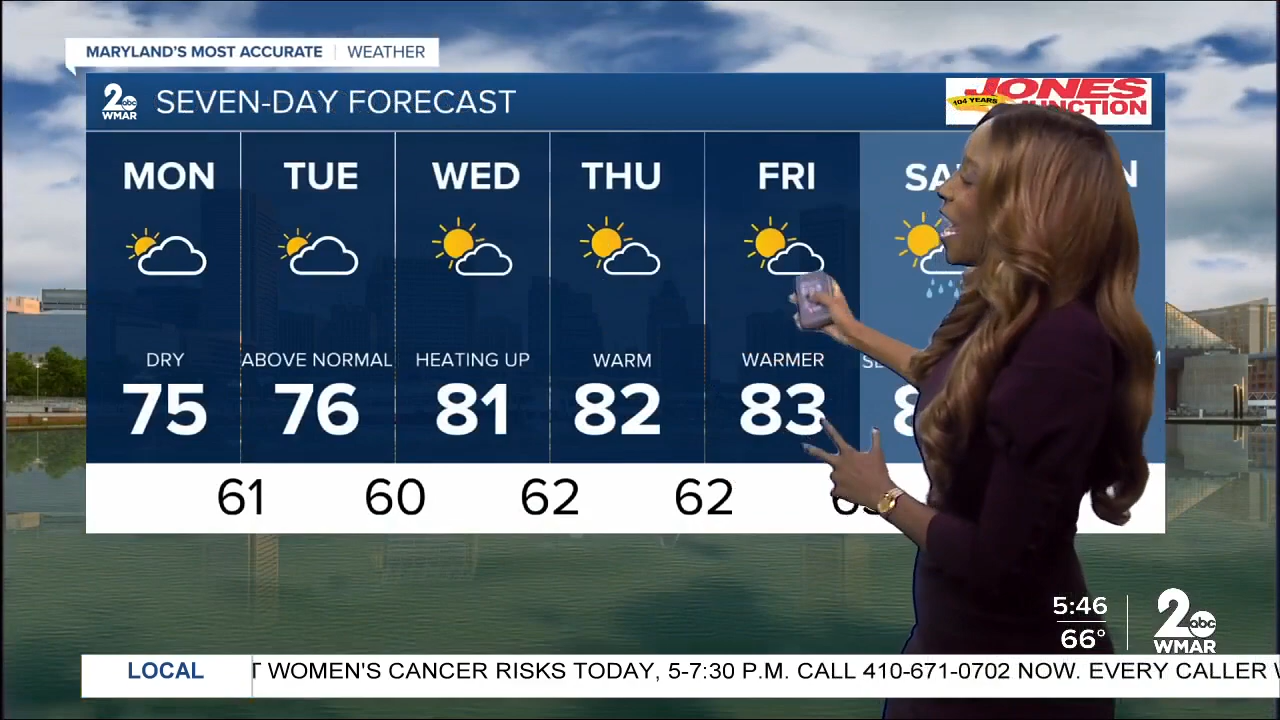 MARYLAND'S MOST ACCURATE | WEATHER
2 abc WMAR SEVEN-DAY FORECAST
JONES
104 YEARS JUNCTION
MON TUE WED THU FRI
DRY ABOVE NORMAL HEATING UP WARM WARMER
75 76 81 82 83
61 60 62 62
5:46
66°
2 abc
WMAR
LOCAL WOMEN'S CANCER RISKS TODAY, 5-7:30 P.M. CALL 410-671-0702 NOW. EVERY CALLER